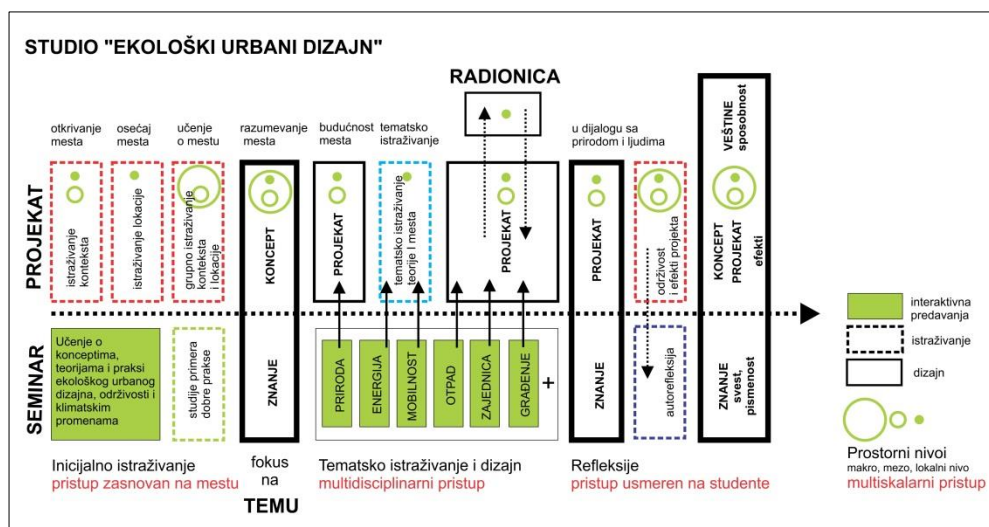 STUDIO "EKOLOŠKI URBANI DIZAJN"
RADIONICA
otkrivanje
mesta
osećaj
mesta
učenje
o mestu
razumevanje
mesta
budućnost
mesta
tematsko
istraživanje
u dijalogu sa
prirodom i ljudima
PROJEKAT
istraživanje
konteksta
istraživanje lokacije
grupno istraživanje
konteksta
i lokacije
KONCEPT
PROJEKAT
tematsko istraživanje
teorije I mesta
PROJEKAT
PROJEKAT
održivost
i efekti projekta
VEŠTINE
sposobnost
KONCEPT
PROJEKAT
efekti
SEMINAR
Učenje o
konceptima,
teorijama i praksi
ekološkog urbanog
dizajna, održivosti i
klimatskim
promenama
studije primera
dobre prakse
ZNANJE
PRIRODA
ENERGIJA
MOBILNOST
OTPAD
ZAJEDNICA
GRAĐENJE
+
ZNANJE
autorefleksija
ZNANJE
svest,
pismenost
Inicijalno istraživanje
pristup zasnovan na mestu
fokus
na
TEMU
Tematsko istraživanje i dizajn
multidisciplinarni pristup
Refleksije
pristup usmeren na studente
interaktivna
predavanja
istraživanje
dizajn
Prostorni nivoi
makro, mezo, lokalni nivo
multiskalarni pristup